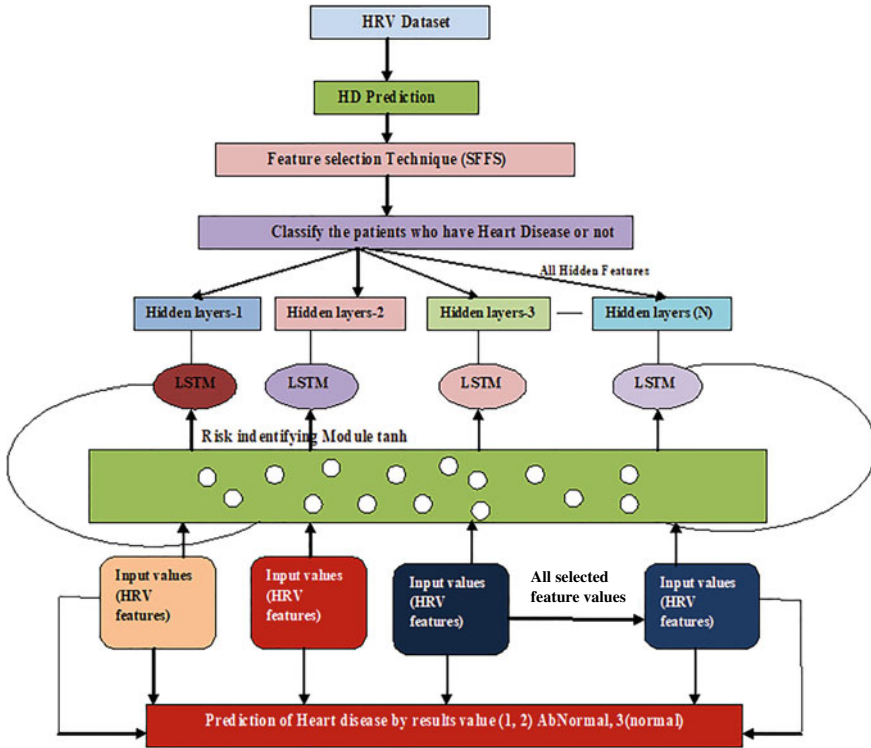 HRV Dataset
HD Prediction
Feature selection Technique (SFFS)
Classify the patients who have Heart Disease or not
All Hidden Features
Hidden layers-1
Hidden layers-2
Hidden layers-3
Hidden layers (N)
LSTM
LSTM
LSTM
LSTM
Risk indentifying Module tanh
Input values
(HRV
features)
Input values
(HRV
features)
Input values
(HRV
features)
All selected
feature values
Input values
(HRV
features)
Prediction of Heart disease by results value (1, 2) AbNormal, 3(normal)